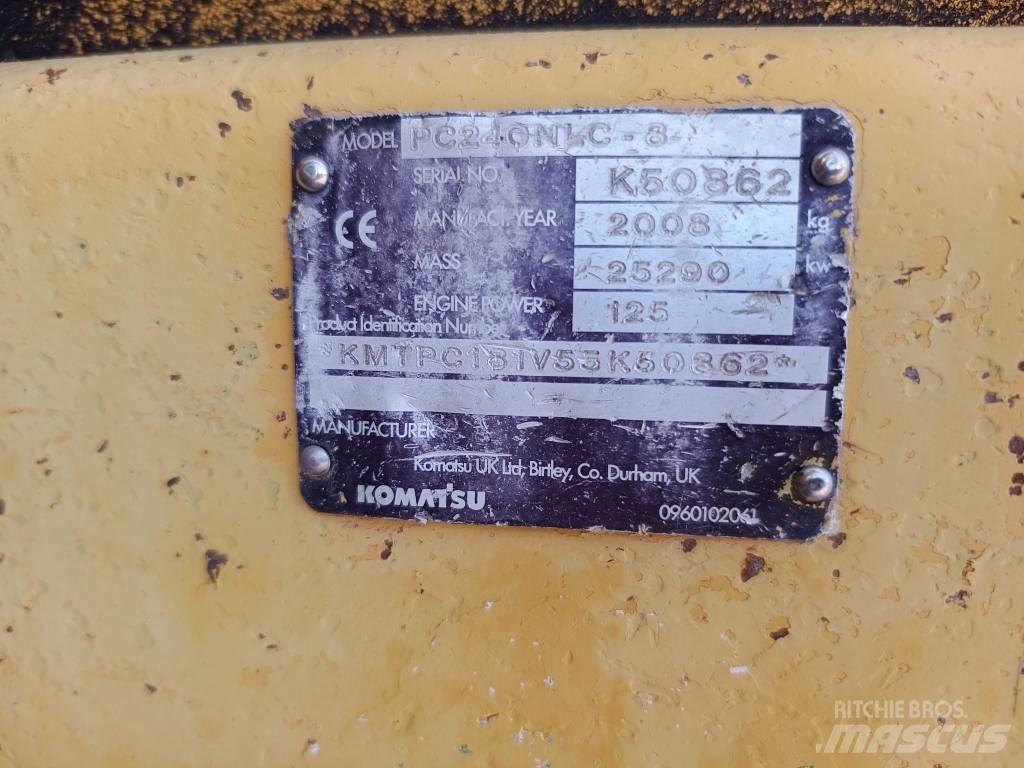 MODEL PC240NLC-8
SERIAL NO. K50862
MANUFACT. YEAR 2008
kg
MASS 25290
kw
ENGINE POWER 125
Product Identification Number
*KMTPC181V53K50862*
MANUFACTURER
Komatsu UK Ltd, Birtley, Co. Durham, UK
KOMATSU
0960102061
CE
RITCHIE BROS.
MASCUS